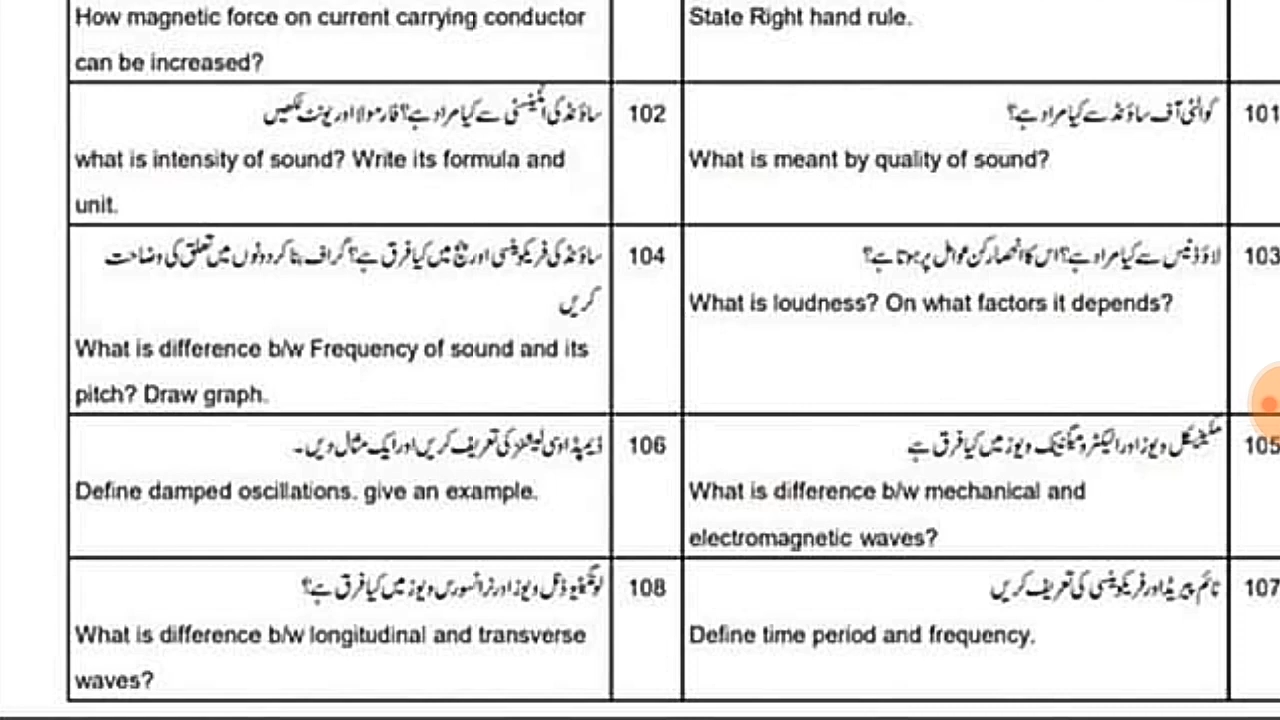 How magnetic force on current carrying conductor
can be increased?
State Right hand rule.
101
کوالٹی آف ساؤنڈ سے کیا مراد ہے؟
What is meant by quality of sound?
102
ساؤنڈ کی انٹینسٹی سے کیا مراد ہے؟ فارمولا اور یونٹ لکھیں
what is intensity of sound? Write its formula and
unit.
103
لاؤڈنیس سے کیا مراد ہے؟ اس کا انحصار کن عوامل پر ہوتا ہے؟
What is loudness? On what factors it depends?
104
ساؤنڈ کی فریکوئنسی اور پچ میں کیا فرق ہے؟ گراف بنا کر دونوں میں تعلق کی وضاحت
کریں
What is difference b/w Frequency of sound and its
pitch? Draw graph.
105
مکینیکل ویوز اور الیکٹرومیگنیٹک ویوز میں کیا فرق ہے
What is difference b/w mechanical and
electromagnetic waves?
106
ڈیمپڈ اوسی لیشنز کی تعریف کریں اور ایک مثال دیں۔
Define damped oscillations. give an example.
107
ٹائم پیریڈ اور فریکوئنسی کی تعریف کریں
Define time period and frequency.
108
لونگیٹیوڈنل ویوز اور ٹرانسورس ویوز میں کیا فرق ہے؟
What is difference b/w longitudinal and transverse
waves?